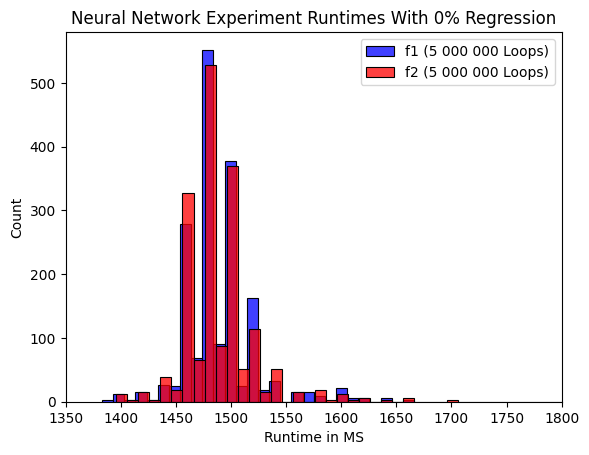 Neural Network Experiment Runtimes With 0% Regression
f1 (5 000 000 Loops)
f2 (5 000 000 Loops)
Count
500
400
300
200
100
0
1350 1400 1450 1500 1550 1600 1650 1700 1750 1800
Runtime in MS